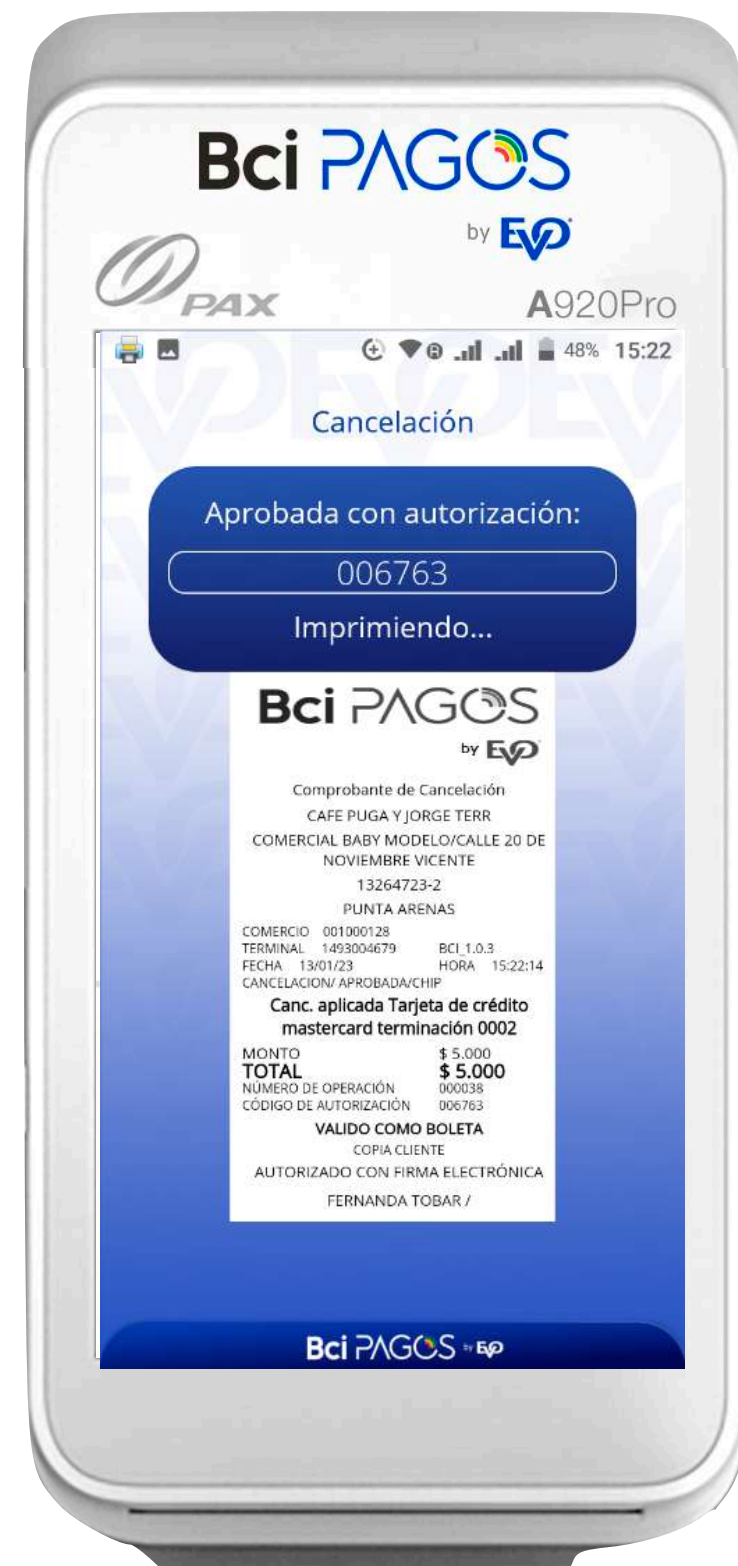 Bci PAGOS
by EVO
PAX
A920Pro
48% 15:22
Cancelación
Aprobada con autorización:
006763
Imprimiendo...
Bci PAGOS
by EVO
Comprobante de Cancelación
CAFE PUGA Y JORGE TERR
COMERCIAL BABY MODELO/CALLE 20 DE
NOVIEMBRE VICENTE
13264723-2
PUNTA ARENAS
COMERCIO 001000128
TERMINAL 1493004679 BCI_1.0.3
FECHA 13/01/23 HORA 15:22:14
CANCELACION/ APROBADA/CHIP
Canc. aplicada Tarjeta de crédito
mastercard terminación 0002
MONTO $ 5.000
TOTAL $ 5.000
NÚMERO DE OPERACIÓN 000038
CÓDIGO DE AUTORIZACIÓN 006763
VALIDO COMO BOLETA
COPIA CLIENTE
AUTORIZADO CON FIRMA ELECTRÓNICA
FERNANDA TOBAR /
Bci PAGOS by EVO